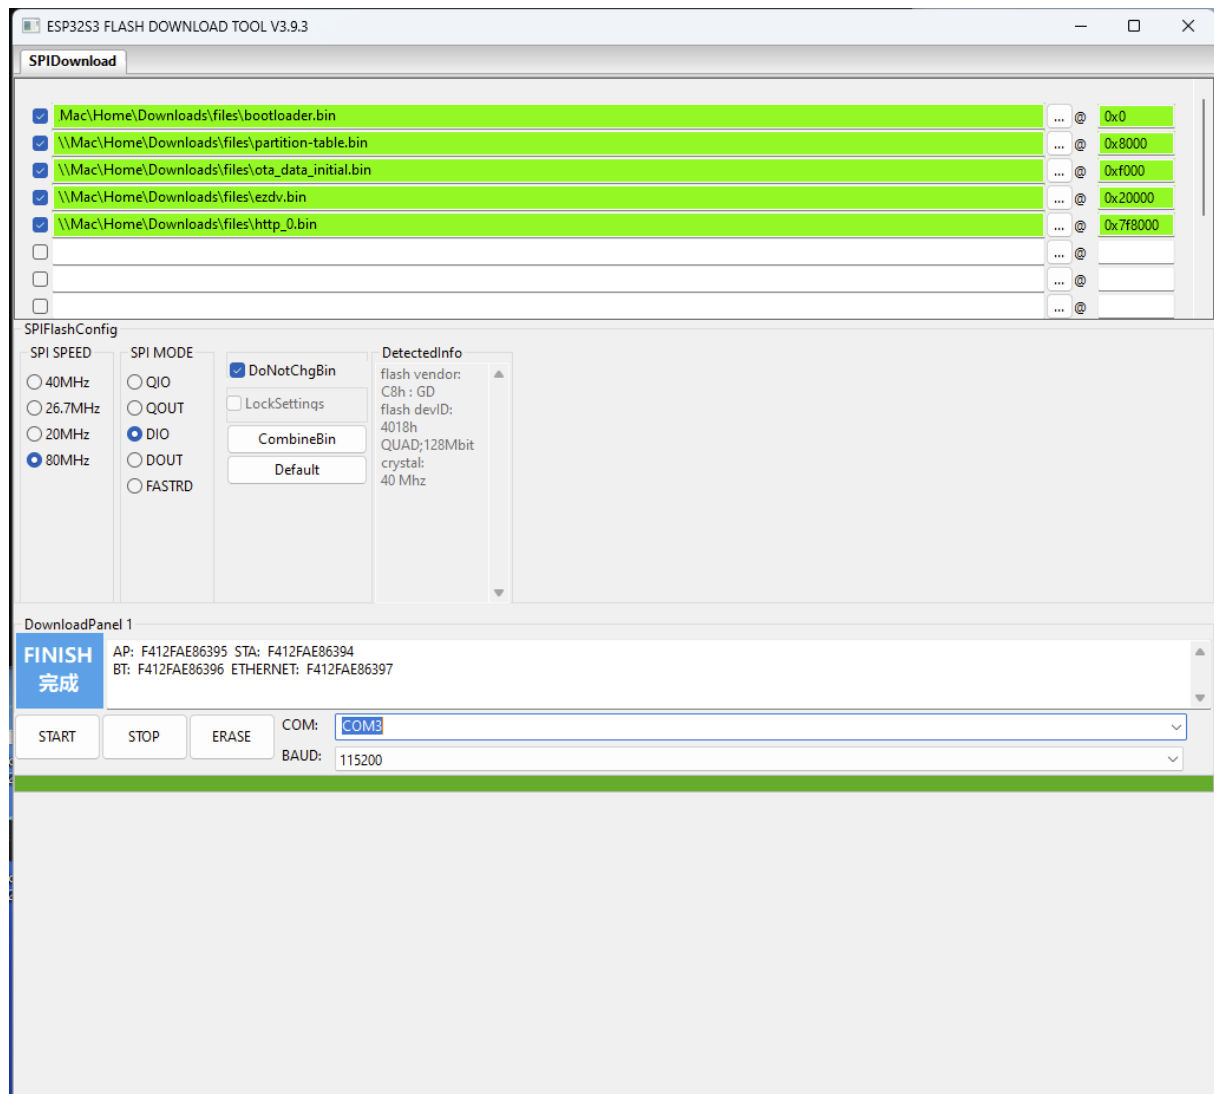 ESP32S3 FLASH DOWNLOAD TOOL V3.9.3
SPIDownload
Mac\Home\Downloads\files\bootloader.bin ... @ 0x0
\\Mac\Home\Downloads\files\partition-table.bin ... @ 0x8000
\\Mac\Home\Downloads\files\ota_data_initial.bin ... @ 0xf000
\\Mac\Home\Downloads\files\ezdv.bin ... @ 0x20000
\\Mac\Home\Downloads\files\http_0.bin ... @ 0x7f8000
... @
... @
... @
SPIFlashConfig
SPI SPEED
40MHz
26.7MHz
20MHz
80MHz
SPI MODE
QIO
QOUT
DIO
DOUT
FASTRD
DoNotChgBin
LockSettings
CombineBin
Default
DetectedInfo
flash vendor:
C8h : GD
flash devID:
4018h
QUAD;128Mbit
crystal:
40 Mhz
DownloadPanel 1
FINISH
完成
AP: F412FAE86395 STA: F412FAE86394
BT: F412FAE86396 ETHERNET: F412FAE86397
START STOP ERASE
COM: COM3
BAUD: 115200